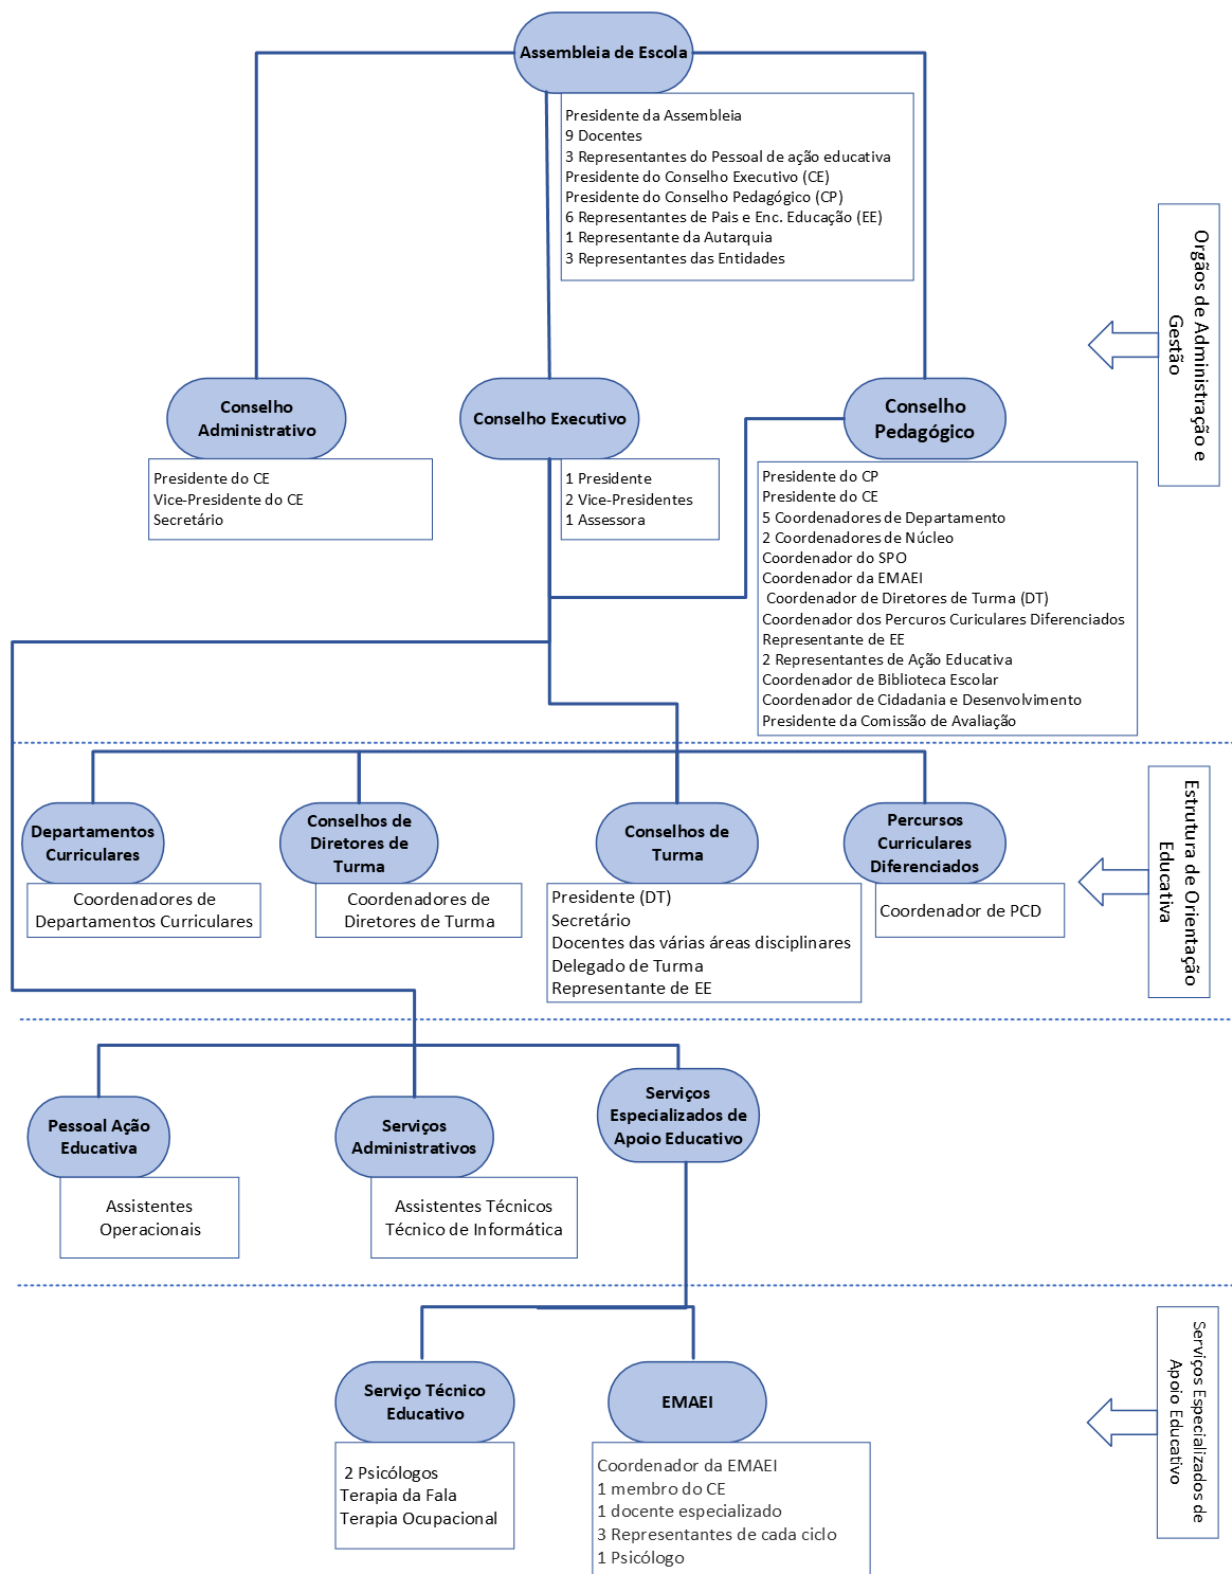 Assembleia de Escola
Presidente da Assembleia
9 Docentes
3 Representantes do Pessoal de ação educativa
Presidente do Conselho Executivo (CE)
Presidente do Conselho Pedagógico (CP)
6 Representantes de Pais e Enc. Educação (EE)
1 Representante da Autarquia
3 Representantes das Entidades
Orgãos de Administração e
Gestão
Conselho
Administrativo
Presidente do CE
Vice-Presidente do CE
Secretário
Conselho Executivo
1 Presidente
2 Vice-Presidentes
1 Assessora
Conselho
Pedagógico
Presidente do CP
Presidente do CE
5 Coordenadores de Departamento
2 Coordenadores de Núcleo
Coordenador do SPO
Coordenador da EMAEI
Coordenador de Diretores de Turma (DT)
Coordenador dos Percuros Curiculares Diferenciados
Representante de EE
2 Representantes de Ação Educativa
Coordenador de Biblioteca Escolar
Coordenador de Cidadania e Desenvolvimento
Presidente da Comissão de Avaliação
Departamentos
Curriculares
Coordenadores de
Departamentos Curriculares
Conselhos de
Diretores de
Turma
Coordenadores de
Diretores de Turma
Conselhos de
Turma
Presidente (DT)
Secretário
Docentes das várias áreas disciplinares
Delegado de Turma
Representante de EE
Percursos
Curriculares
Diferenciados
Coordenador de PCD
Estrutura de Orientação
Educativa
Pessoal Ação
Educativa
Assistentes
Operacionais
Serviços
Administrativos
Assistentes Técnicos
Técnico de Informática
Serviços
Especializados de
Apoio Educativo
Serviço Técnico
Educativo
2 Psicólogos
Terapia da Fala
Terapia Ocupacional
EMAEI
Coordenador da EMAEI
1 membro do CE
1 docente especializado
3 Representantes de cada ciclo
1 Psicólogo
Serviços Especializados de
Apoio Educativo